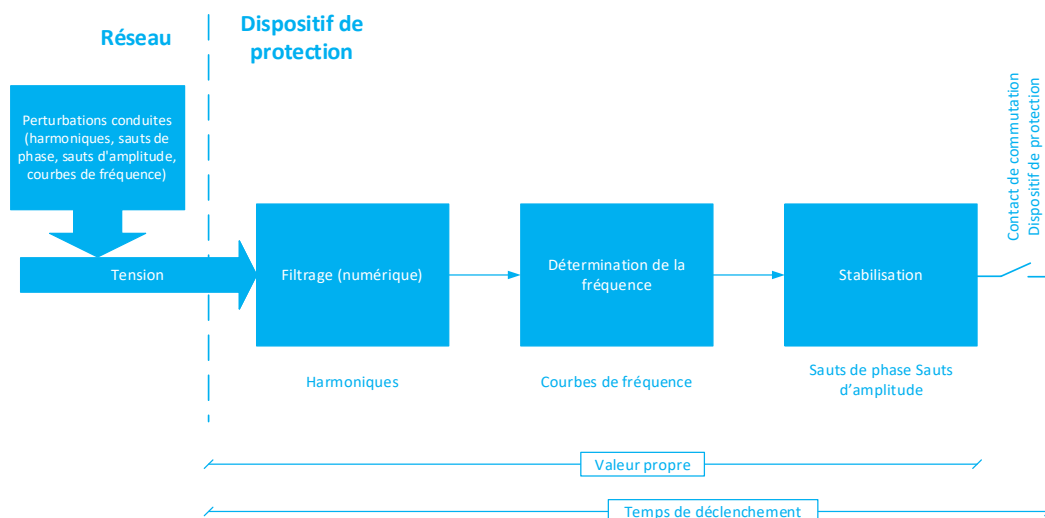 Réseau
Dispositif de
protection
Perturbations conduites
(harmoniques, sauts de
phase, sauts d'amplitude,
courbes de fréquence)
Tension
Filtrage (numérique)
Détermination de la
fréquence
Stabilisation
Contact de commutation
Dispositif de protection
Harmoniques
Courbes de fréquence
Sauts de phase Sauts
d’amplitude
Valeur propre
Temps de déclenchement